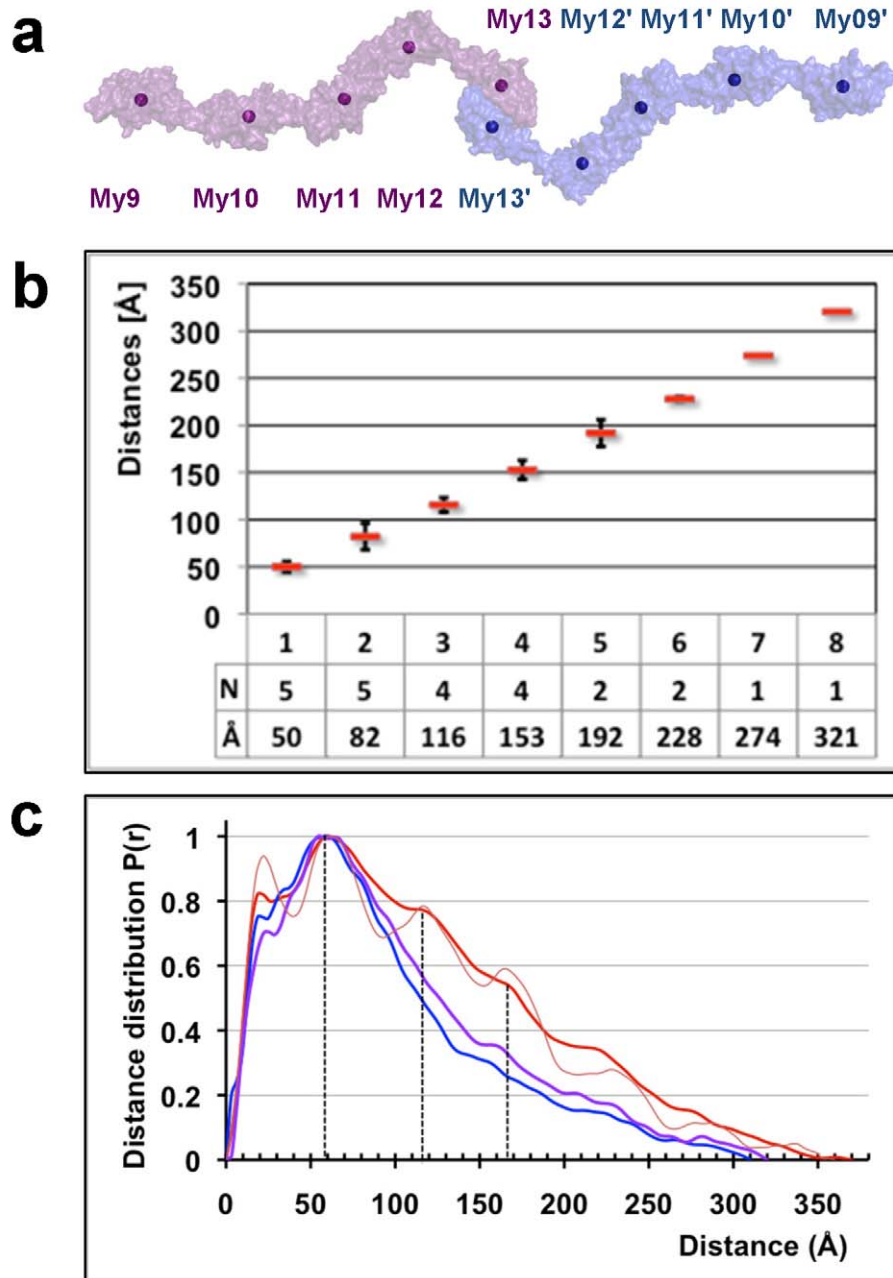 a
My13 My12' My11' My10' My09'
My9 My10 My11 My12 My13'
b
Distances [Å]
350
300
250
200
150
100
50
0
1 2 3 4 5 6 7 8
N 5 5 4 4 2 2 1 1
Å 50 82 116 153 192 228 274 321
c
Distance distribution P(r)
1
0.8
0.6
0.4
0.2
0
0 50 100 150 200 250 300 350
Distance (Å)